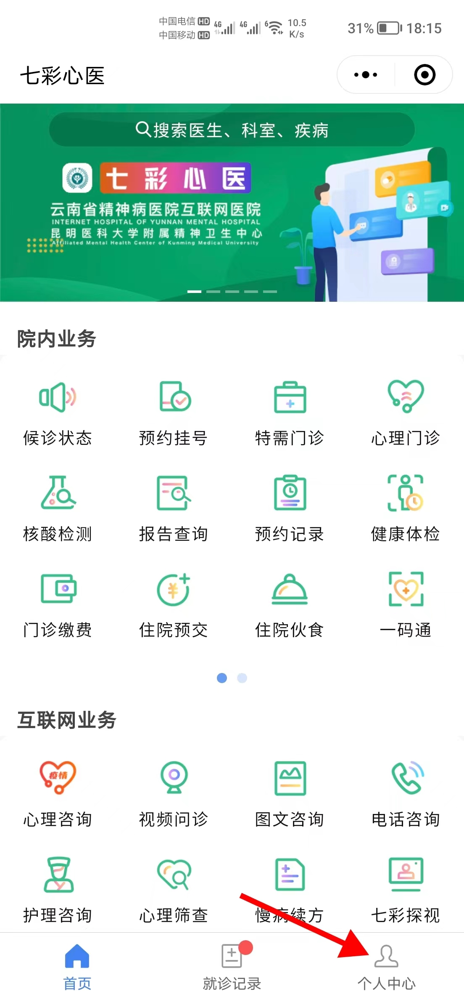 中国电信 HD 4G 4G 6 10.5 31% 18:15
中国移动 HD K/s
七彩心医
搜索医生、科室、疾病
七彩心医
云南省精神病医院互联网医院
INTERNET HOSPITAL OF YUNNAN MENTAL HOSPITAL
昆明医科大学附属精神卫生中心
Affiliated Mental Health Center of Kunming Medical University
院内业务
候诊状态 预约挂号 特需门诊 心理门诊
核酸检测 报告查询 预约记录 健康体检
门诊缴费 住院预交 住院伙食 一码通
互联网业务
疫情
心理咨询 视频问诊 图文咨询 电话咨询
护理咨询 心理筛查 慢病续方 七彩探视
首页 就诊记录 个人中心